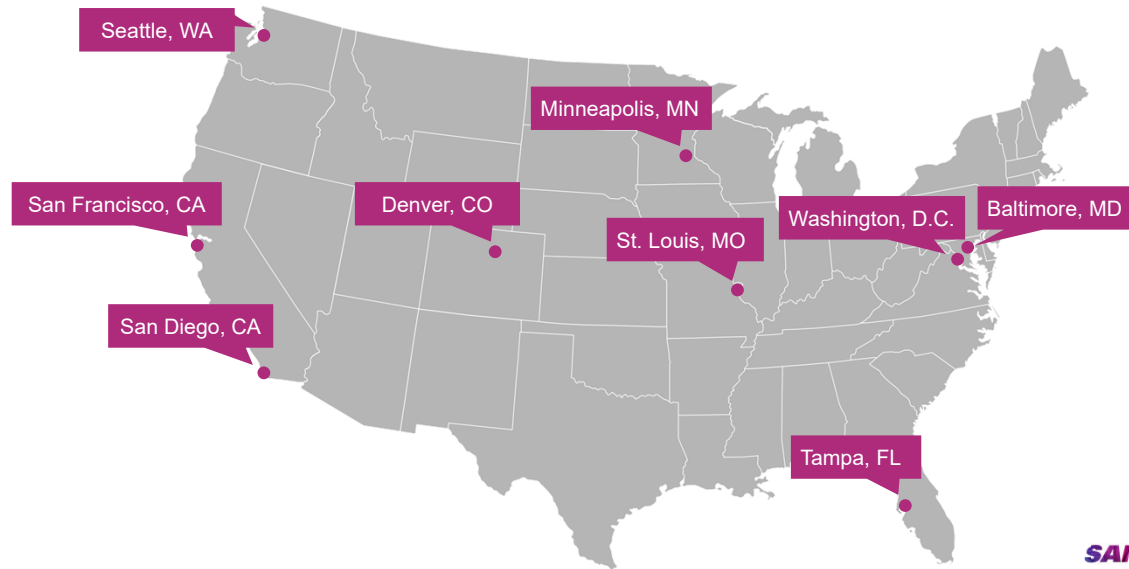 Seattle, WA
Minneapolis, MN
San Francisco, CA
Denver, CO
Washington, D.C.
Baltimore, MD
St. Louis, MO
San Diego, CA
Tampa, FL